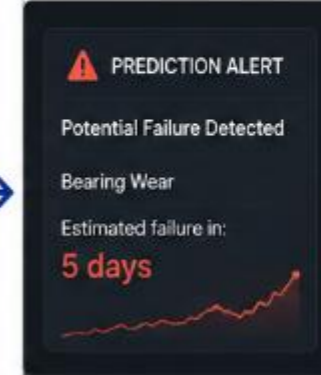 PREDICTION ALERT
Potential Failure Detected
Bearing Wear
Estimated failure in:
5 days